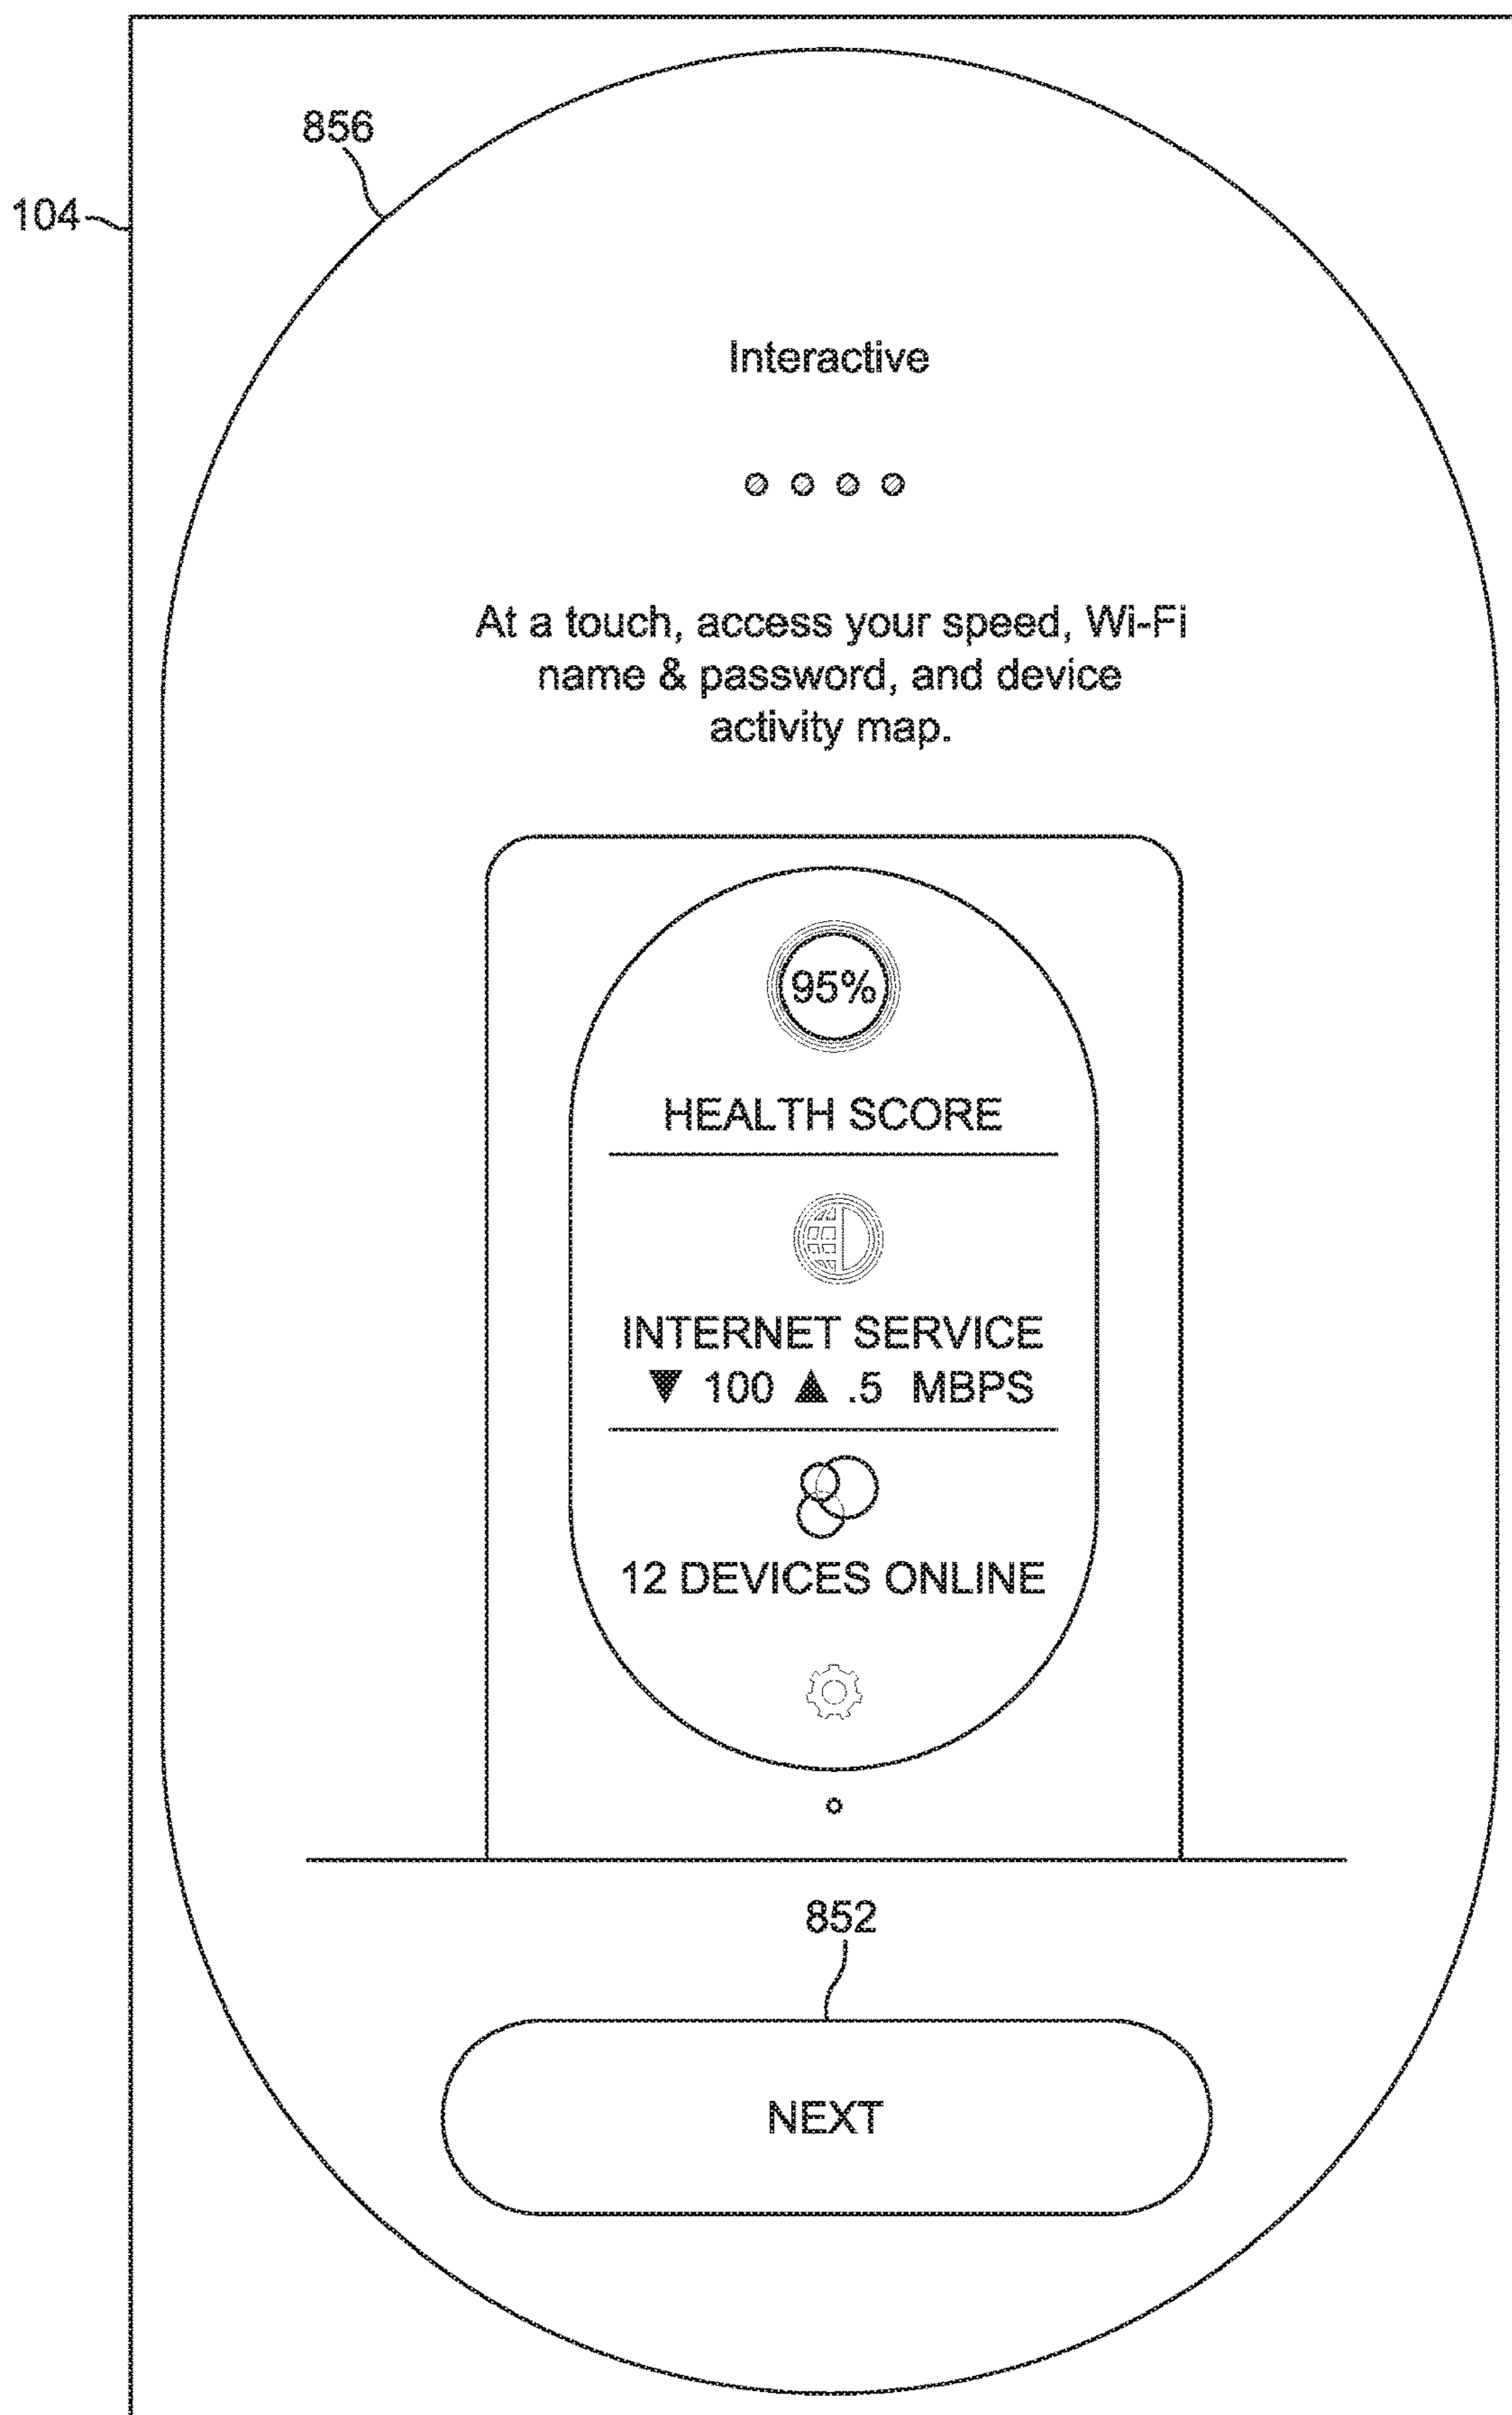 856
104
Interactive
At a touch, access your speed, Wi-Fi
name & password, and device
activity map.
95%
HEALTH SCORE
INTERNET SERVICE
▼ 100 ▲ .5 MBPS
12 DEVICES ONLINE
852
NEXT